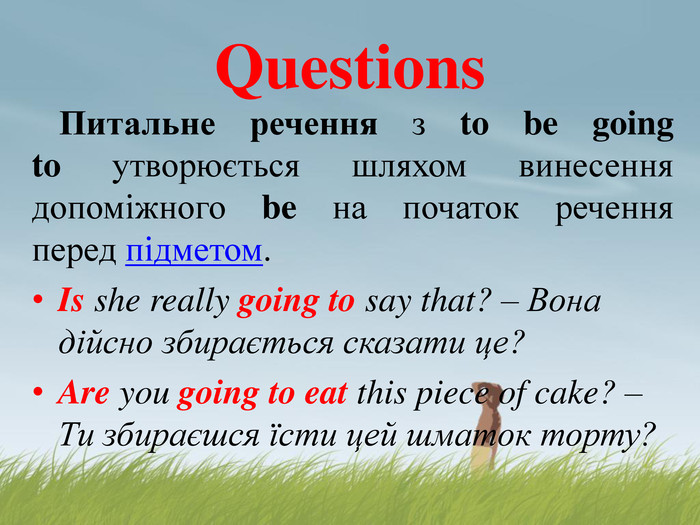 Questions
Питальне речення з to be going
to утворюється шляхом винесення
допоміжного be на початок речення
перед підметом.
• Is she really going to say that? – Вона
дійсно збирається сказати це?
• Are you going to eat this piece of cake? –
Ти збираєшся їсти цей шматок торту?